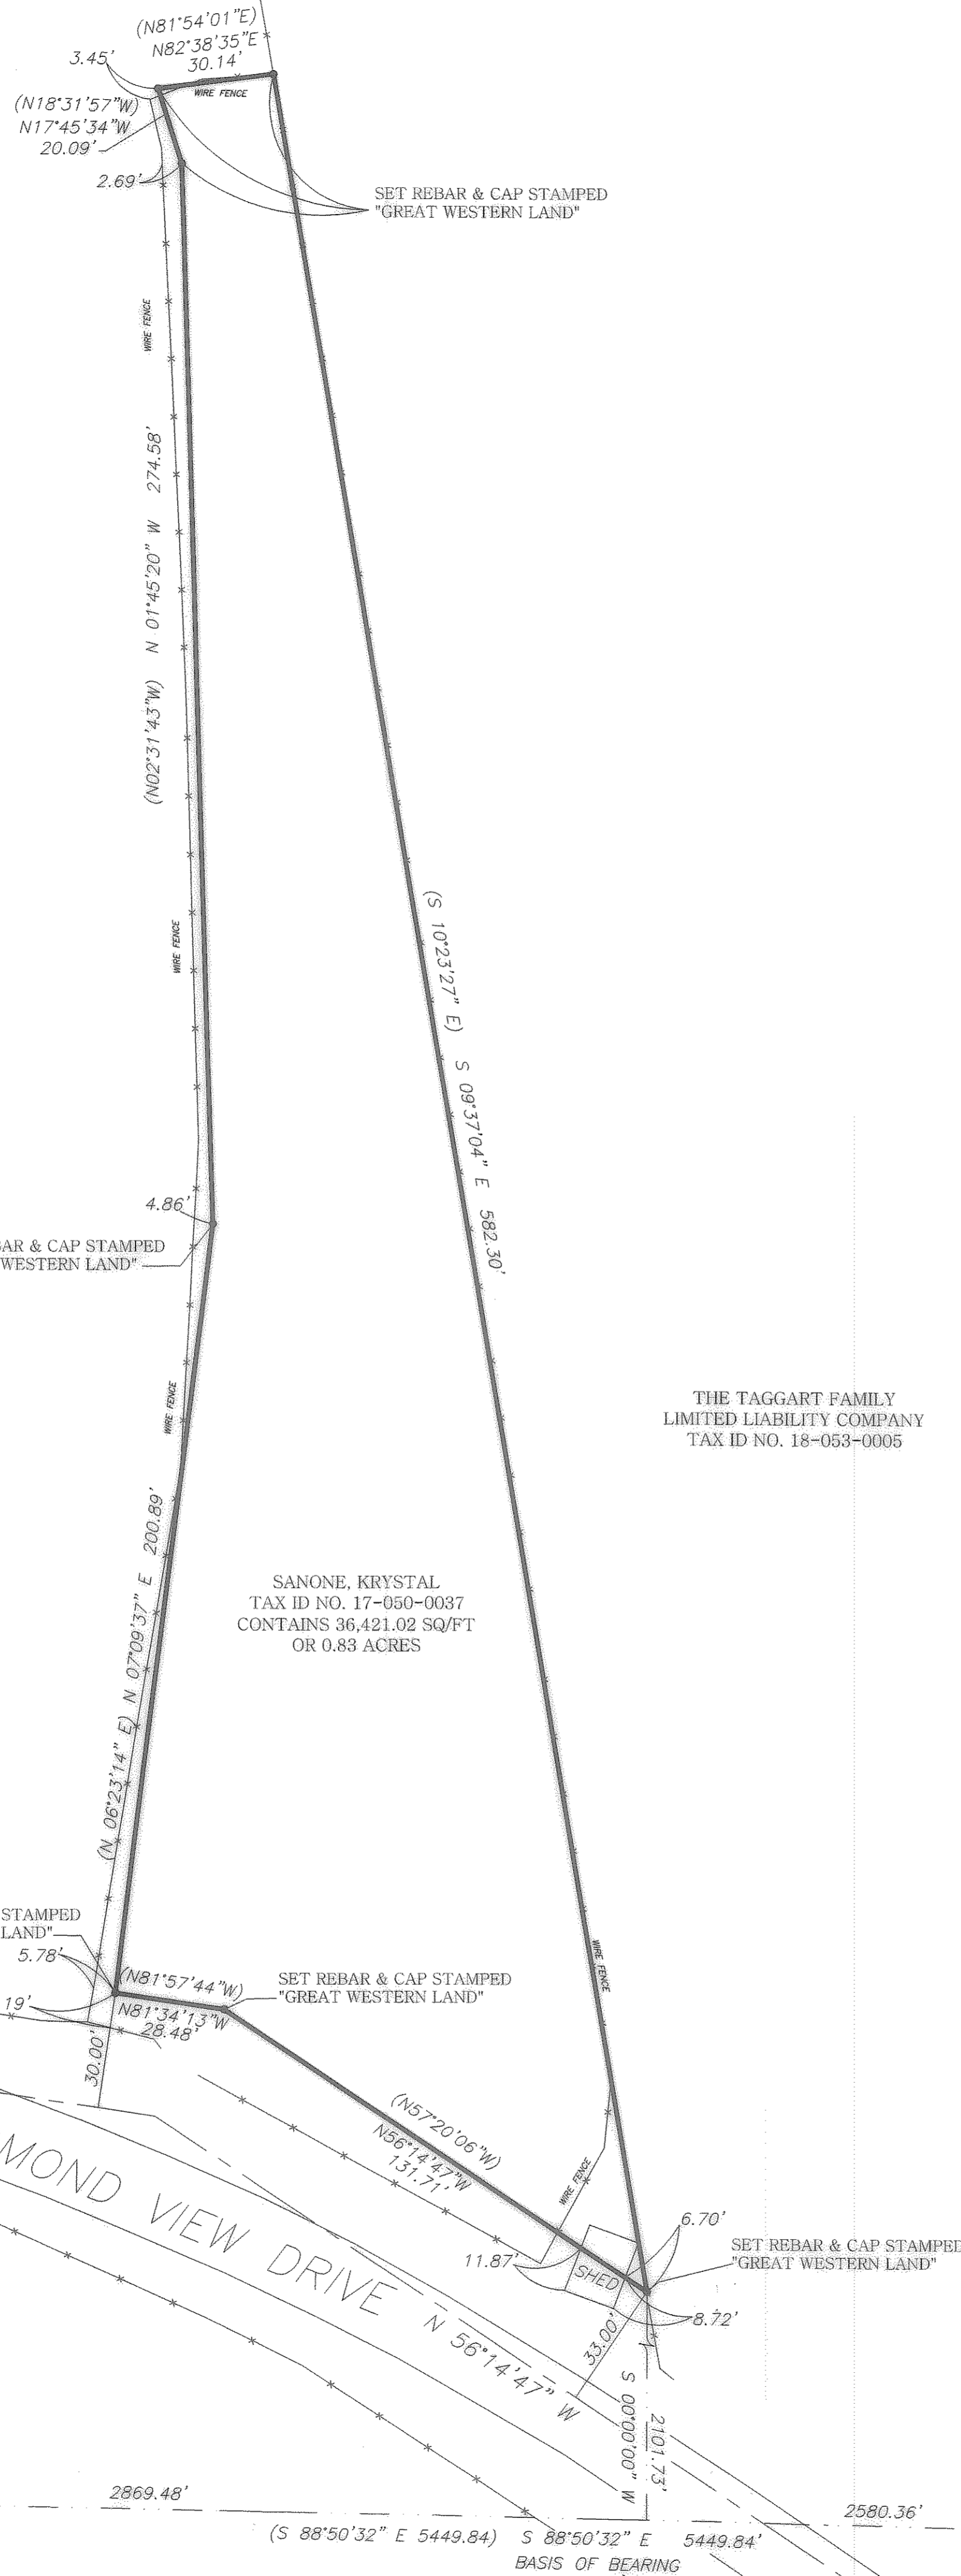 (N81°54'01"E)
N82°38'35"E
30.14'
3.45'
WIRE FENCE
(N18°31'57"W)
N17°45'34"W
20.09'
2.69'
SET REBAR & CAP STAMPED
"GREAT WESTERN LAND"
WIRE FENCE
(N02°31'43"W) N 01°45'20" W 274.58'
WIRE FENCE
(S 10°23'27" E) S 09°37'04" E 582.30'
4.86'
BAR & CAP STAMPED
WESTERN LAND"
WIRE FENCE
THE TAGGART FAMILY
LIMITED LIABILITY COMPANY
TAX ID NO. 18-053-0005
(N 06°23'14" E) N 07°09'37" E 200.89'
SANONE, KRYSTAL
TAX ID NO. 17-050-0037
CONTAINS 36,421.02 SQ/FT
OR 0.83 ACRES
STAMPED
LAND"
5.78'
WIRE FENCE
(N81°57'44"W)
N81°34'13"W
28.48'
SET REBAR & CAP STAMPED
"GREAT WESTERN LAND"
19'
30.00'
(N57°20'06"W)
N56°14'47"W
131.71'
WIRE FENCE
MOND VIEW DRIVE N 56°14'47" W
6.70'
11.87'
SHED
SET REBAR & CAP STAMPED
"GREAT WESTERN LAND"
8.72'
33.00'
S 00°00'00" W 2101.73'
2869.48'
2580.36'
(S 88°50'32" E 5449.84) S 88°50'32" E 5449.84'
BASIS OF BEARING